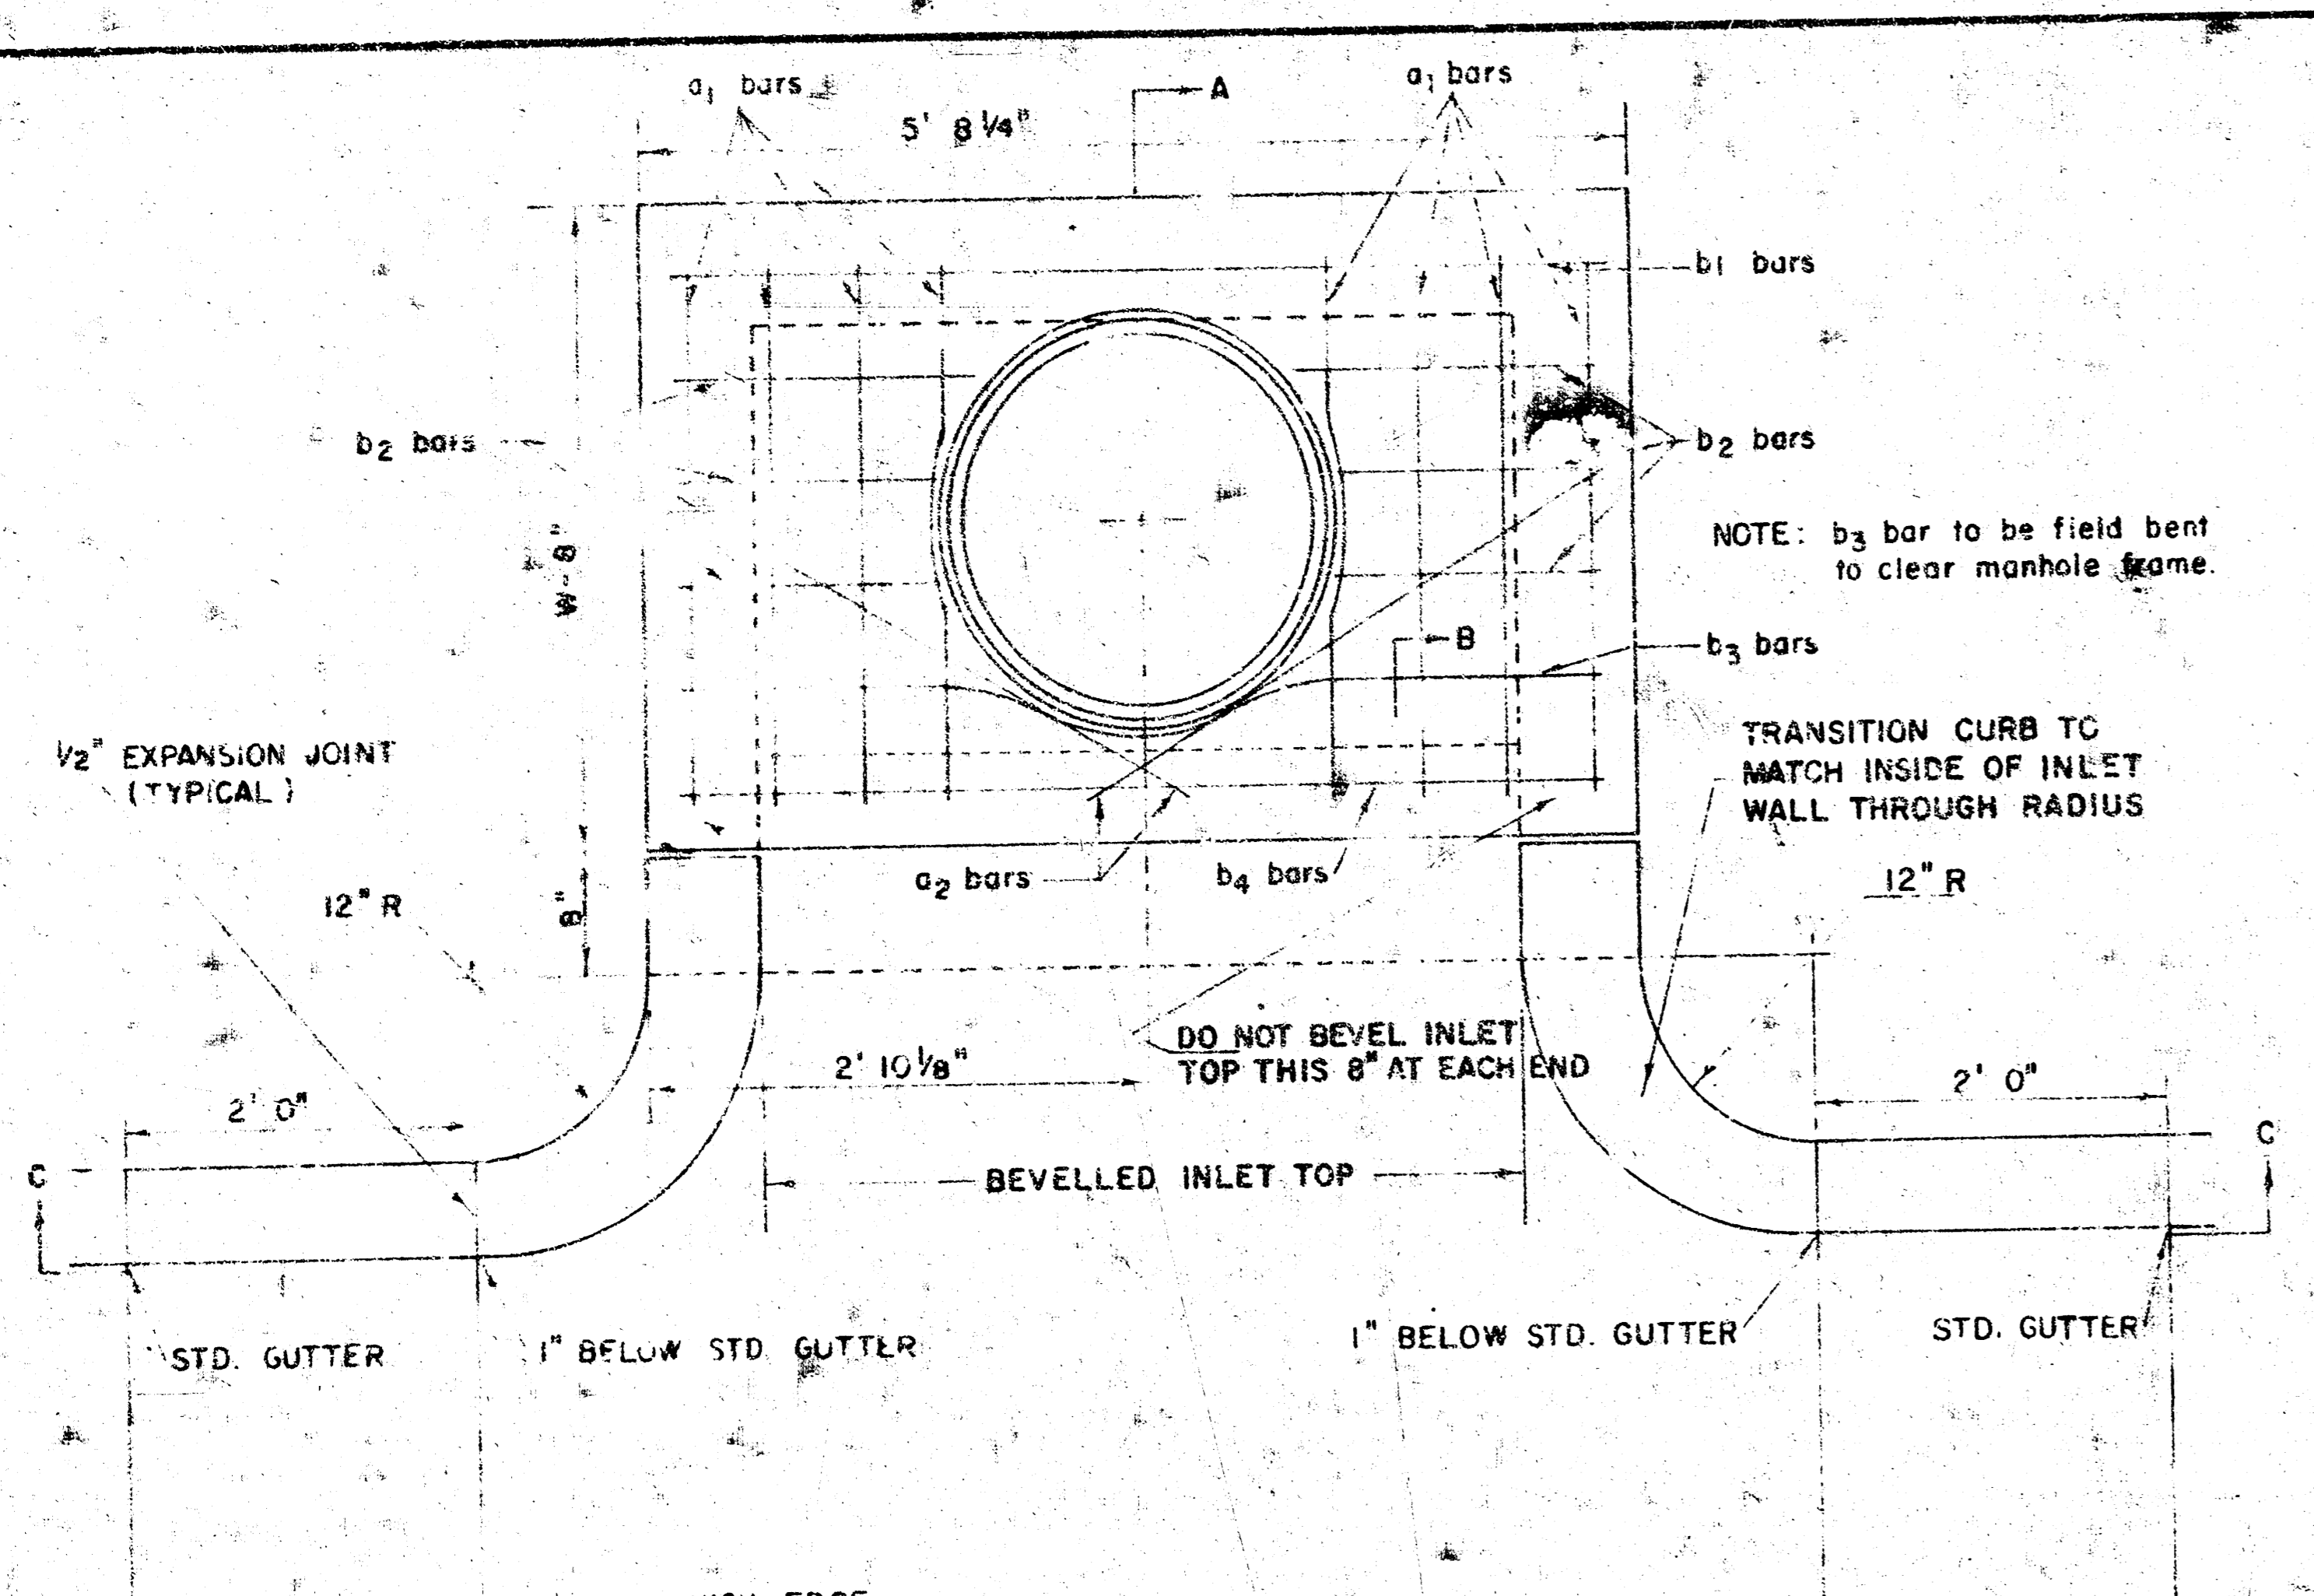 a1 bars
A
a1 bars
5' 8 1/4"
b1 bars
b2 bars
b2 bars
W-8"
NOTE: b3 bar to be field bent
to clear manhole frame.
B
b3 bars
1/2" EXPANSION JOINT
(TYPICAL)
TRANSITION CURB TO
MATCH INSIDE OF INLET
WALL THROUGH RADIUS
a2 bars
b4 bars
12" R
8"
12" R
DO NOT BEVEL INLET
TOP THIS 8" AT EACH END
2' 10 1/8"
2' 0"
2' 0"
C
BEVELLED INLET TOP
C
STD. GUTTER
1" BELOW STD GUTTER
1" BELOW STD. GUTTER
STD. GUTTER